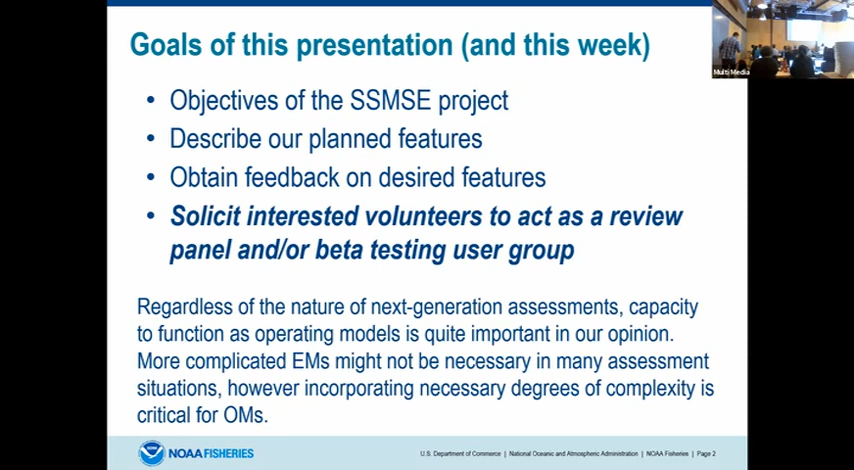 Goals of this presentation (and this week)
Multi Media
• Objectives of the SSMSE project
• Describe our planned features
• Obtain feedback on desired features
• Solicit interested volunteers to act as a review
panel and/or beta testing user group
Regardless of the nature of next-generation assessments, capacity
to function as operating models is quite important in our opinion.
More complicated EMs might not be necessary in many assessment
situations, however incorporating necessary degrees of complexity is
critical for OMs.
NOAA FISHERIES
U.S. Department of Commerce | National Oceanic and Atmospheric Administration | NOAA Fisheries | Page 2